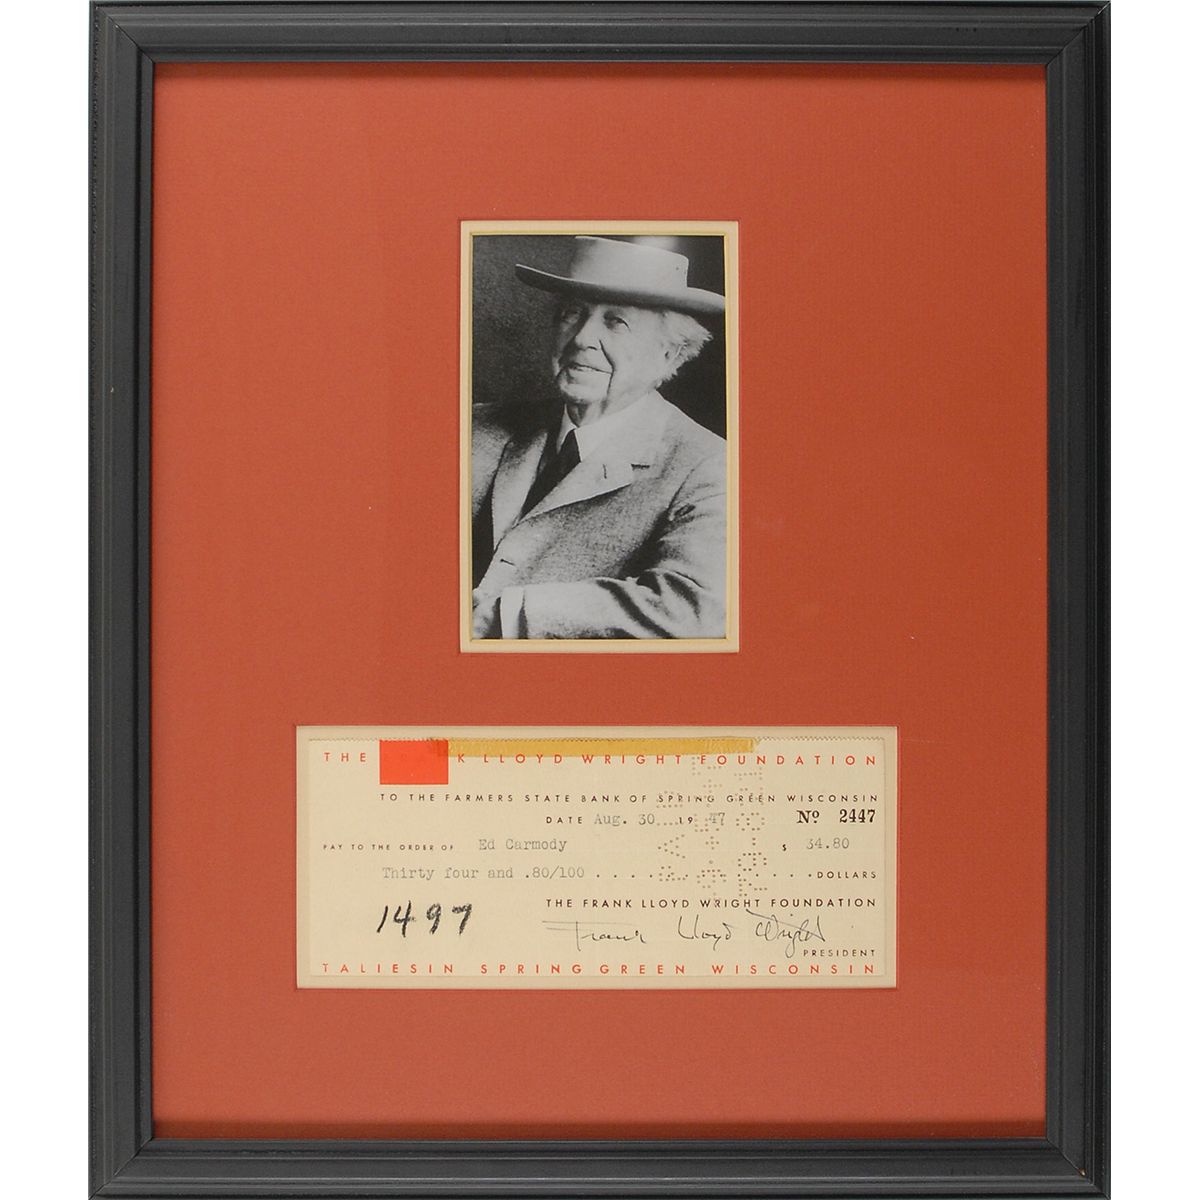 THE K LLOYD WRIGHT FOUNDATION
TO THE FARMERS STATE BANK OF SPRING GREEN WISCONSIN
DATE Aug. 30 19 47 Nº 2447
PAY TO THE ORDER OF Ed Carmody $ 34.80
Thirty four and .80/100 . . . . . . . . DOLLARS
THE FRANK LLOYD WRIGHT FOUNDATION
1497
Frank Lloyd Wright
PRESIDENT
TALIESIN SPRING GREEN WISCONSIN